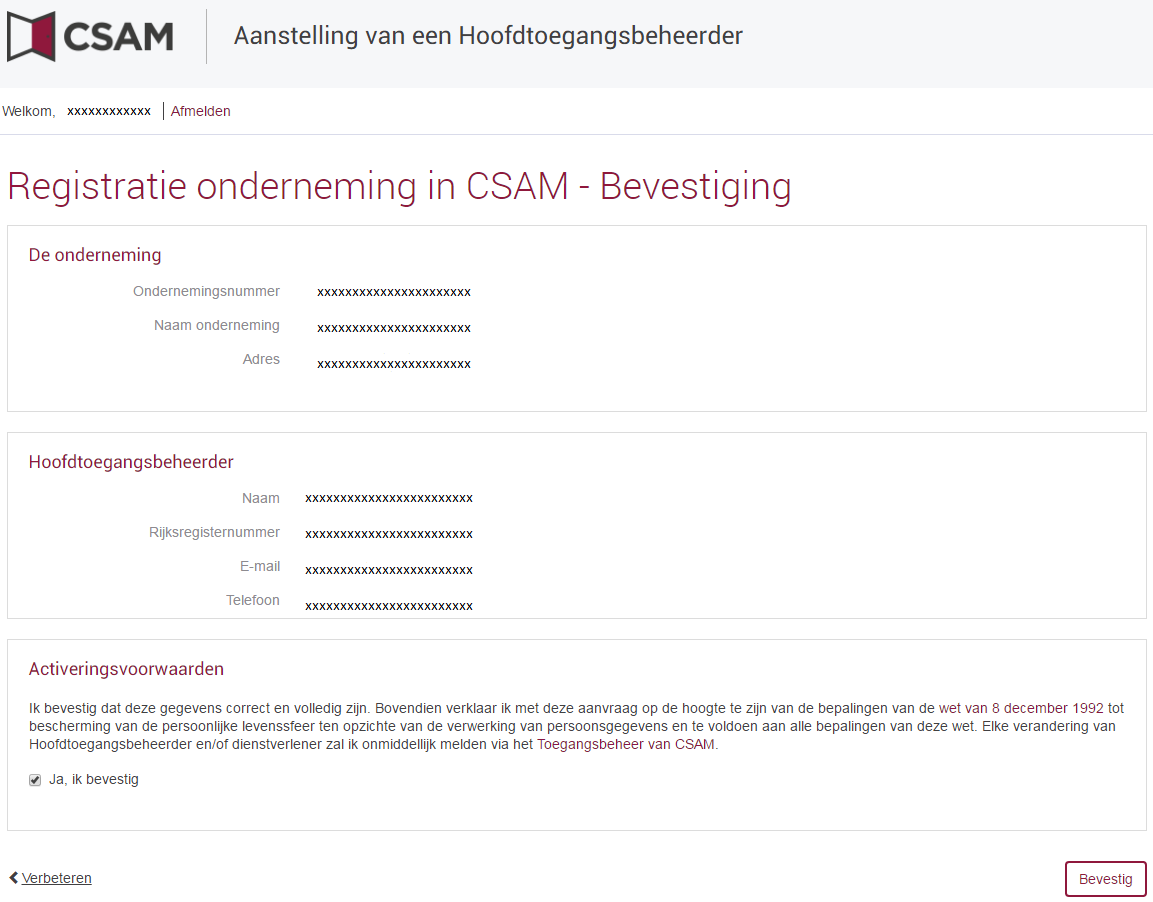 CSAM
Aanstelling van een Hoofdtoegangsbeheerder
Welkom, xxxxxxxxxxxx | Afmelden
Registratie onderneming in CSAM - Bevestiging
De onderneming
Ondernemingsnummer xxxxxxxxxxxxxxxxxxxxxx
Naam onderneming xxxxxxxxxxxxxxxxxxxxxx
Adres xxxxxxxxxxxxxxxxxxxxxx
Hoofdtoegangsbeheerder
Naam xxxxxxxxxxxxxxxxxxxxxxxx
Rijksregisternummer xxxxxxxxxxxxxxxxxxxxxxxx
E-mail xxxxxxxxxxxxxxxxxxxxxxxx
Telefoon xxxxxxxxxxxxxxxxxxxxxxxx
Activeringsvoorwaarden
Ik bevestig dat deze gegevens correct en volledig zijn. Bovendien verklaar ik met deze aanvraag op de hoogte te zijn van de bepalingen van de wet van 8 december 1992 tot
bescherming van de persoonlijke levenssfeer ten opzichte van de verwerking van persoonsgegevens en te voldoen aan alle bepalingen van deze wet. Elke verandering van
Hoofdtoegangsbeheerder en/of dienstverlener zal ik onmiddellijk melden via het Toegangsbeheer van CSAM.
Ja, ik bevestig
Verbeteren
Bevestig